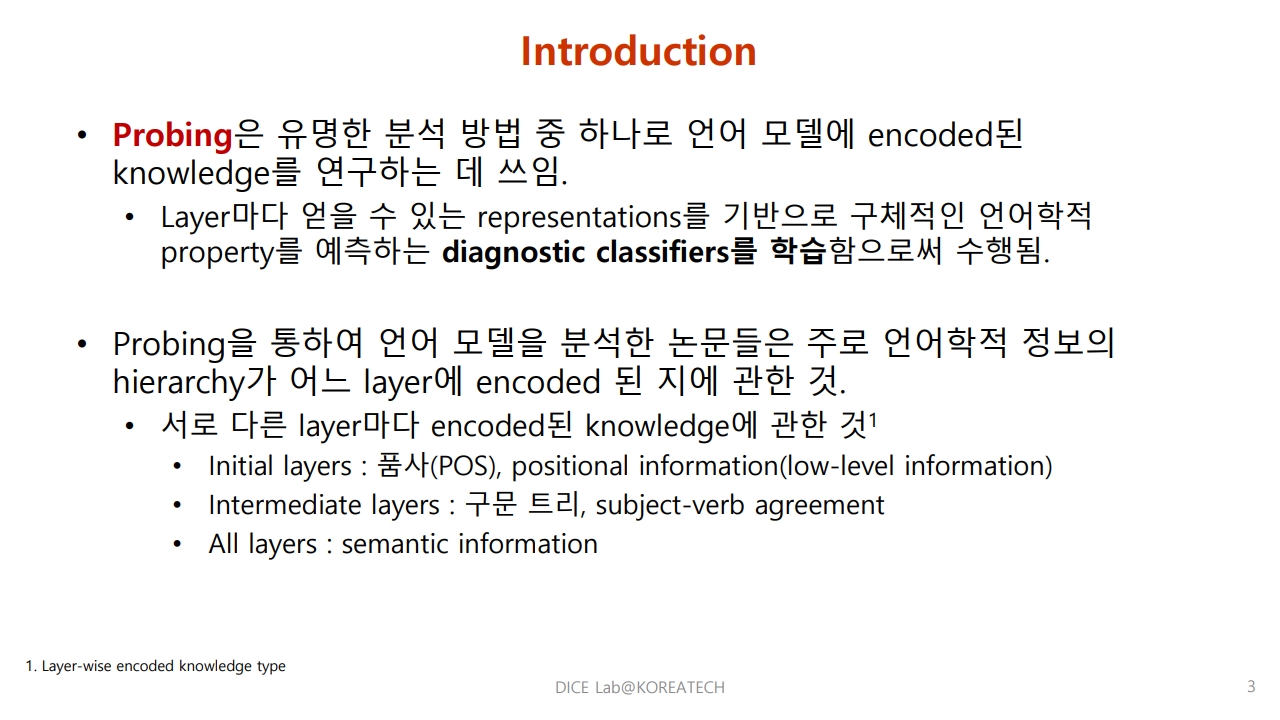 Introduction
• Probing은 유명한 분석 방법 중 하나로 언어 모델에 encoded된
knowledge를 연구하는 데 쓰임.
• Layer마다 얻을 수 있는 representations를 기반으로 구체적인 언어학적
property를 예측하는 diagnostic classifiers를 학습함으로써 수행됨.
• Probing을 통하여 언어 모델을 분석한 논문들은 주로 언어학적 정보의
hierarchy가 어느 layer에 encoded 된 지에 관한 것.
• 서로 다른 layer마다 encoded된 knowledge에 관한 것¹
• Initial layers : 품사(POS), positional information(low-level information)
• Intermediate layers : 구문 트리, subject-verb agreement
• All layers : semantic information
1. Layer-wise encoded knowledge type
DICE Lab@KOREATECH
3